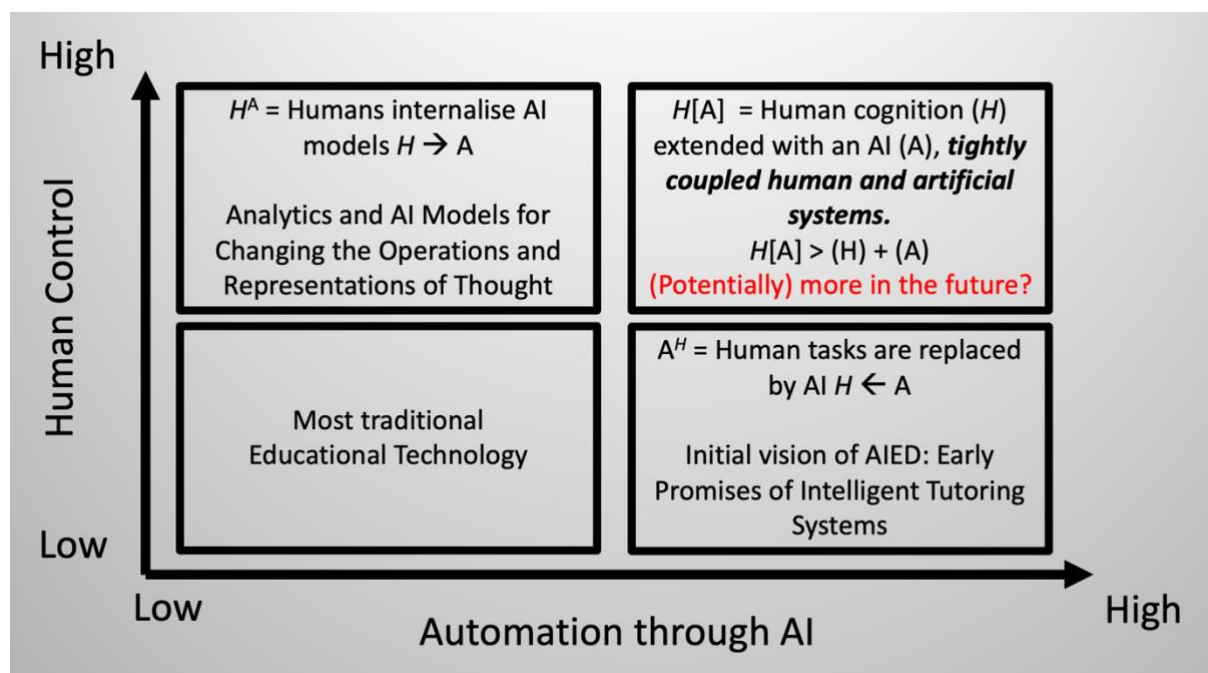 High
Human Control
Low
Hᴬ = Humans internalise AI
models H → A
Analytics and AI Models for
Changing the Operations and
Representations of Thought
H[A] = Human cognition (H)
extended with an AI (A), tightly
coupled human and artificial
systems.
H[A] > (H) + (A)
(Potentially) more in the future?
Most traditional
Educational Technology
Aᴴ = Human tasks are replaced
by AI H ← A
Initial vision of AIED: Early
Promises of Intelligent Tutoring
Systems
Low
Automation through AI
High